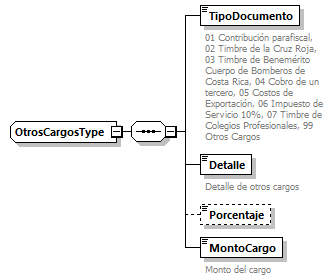 TipoDocumento
01 Contribución parafiscal,
02 Timbre de la Cruz Roja,
03 Timbre de Benemérito
Cuerpo de Bomberos de
Costa Rica, 04 Cobro de un
tercero, 05 Costos de
Exportación, 06 Impuesto de
Servicio 10%, 07 Timbre de
Colegios Profesionales, 99
Otros Cargos
OtrosCargosType
Detalle
Detalle de otros cargos
Porcentaje
MontoCargo
Monto del cargo